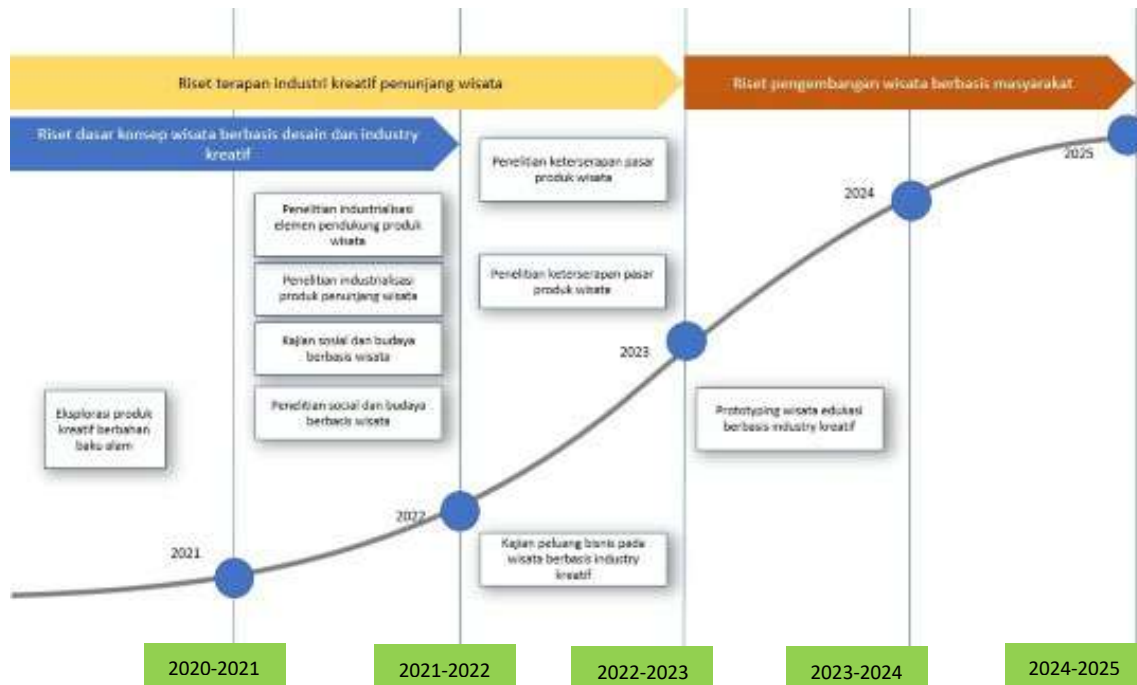 Riset terapan industri kreatif penunjang wisata
Riset pengembangan wisata berbasis masyarakat
Riset dasar konsep wisata berbasis desain dan industry
kreatif
Penelitian keterserapan pasar
produk wisata
2025
2024
Penelitian industrialisasi
elemen pendukung produk
wisata
Penelitian industrialisasi
produk penunjang wisata
Penelitian keterserapan pasar
produk wisata
Kajian sosial dan budaya
berbasis wisata
2023
Penelitian social dan budaya
berbasis wisata
Eksplorasi produk
kreatif berbahan
baku alam
Prototyping wisata edukasi
berbasis industry kreatif
2022
2021
Kajian peluang bisnis pada
wisata berbasis industry
kreatif
2020-2021
2021-2022
2022-2023
2023-2024
2024-2025